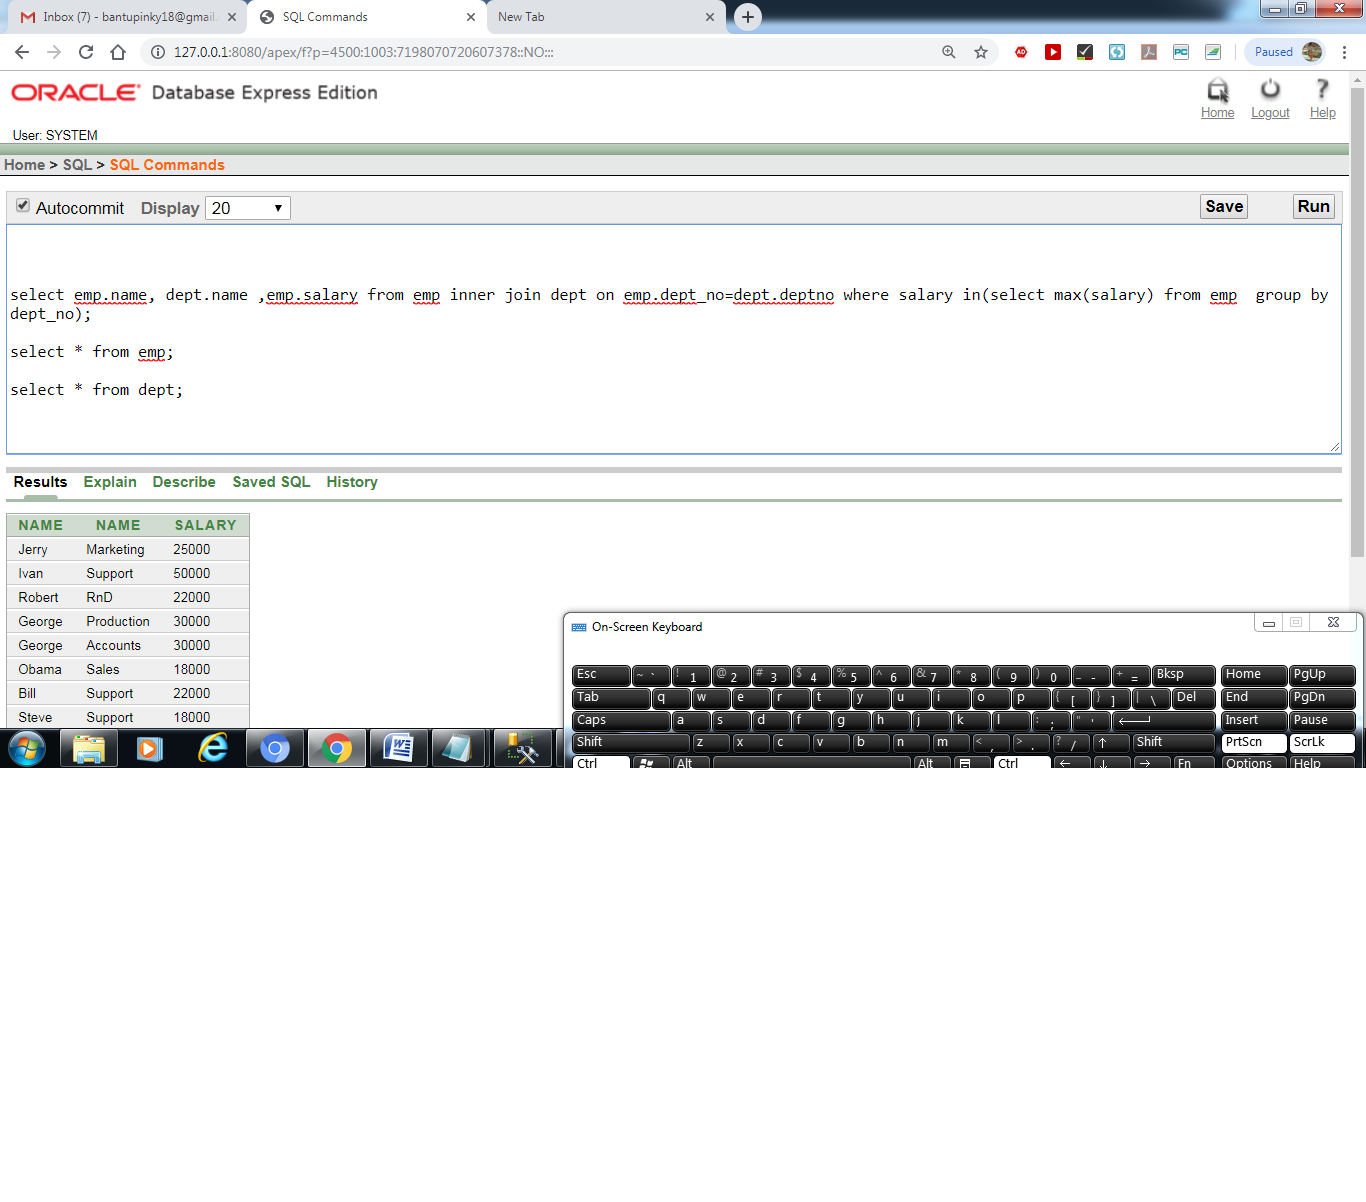 Inbox (7) - bantupinky18@gmail.
SQL Commands
New Tab
127.0.0.1:8080/apex/f?p=4500:1003:7198070720607378::NO:::
Paused
ORACLE Database Express Edition
Home Logout Help
User: SYSTEM
Home > SQL > SQL Commands
Autocommit Display 20 Save Run
select emp.name, dept.name ,emp.salary from emp inner join dept on emp.dept_no=dept.deptno where salary in(select max(salary) from emp  group by
dept_no);
select * from emp;
select * from dept;
Results Explain Describe Saved SQL History
NAME NAME SALARY
Jerry Marketing 25000
Ivan Support 50000
Robert RnD 22000
George Production 30000
George Accounts 30000
Obama Sales 18000
Bill Support 22000
Steve Support 18000
On-Screen Keyboard
Esc ~ ` ! 1 @ 2 # 3 $ 4 % 5 ^ 6 & 7 * 8 ( 9 ) 0 _ - + = Bksp Home PgUp
Tab q w e r t y u i o p { [ } ] | \ Del End PgDn
Caps a s d f g h j k l : ; " ' Insert Pause
Shift z x c v b n m < , > . ? / ↑ Shift PrtScn ScrLk
Ctrl Alt Alt Ctrl ← ↓ → Fn Options Help